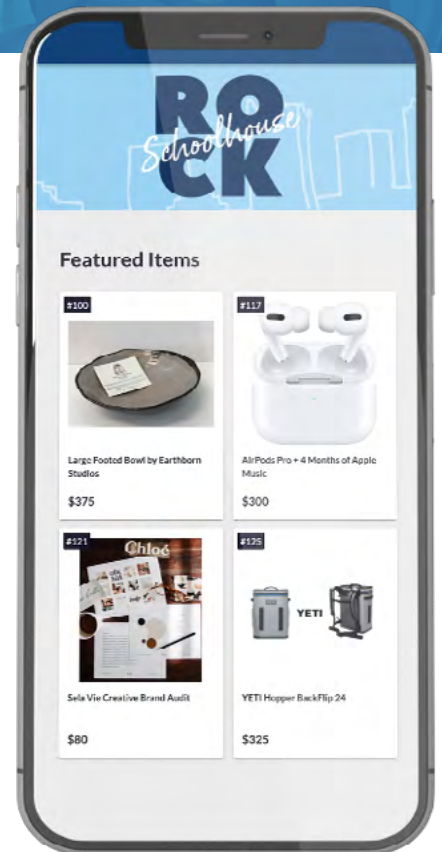 RO
Schoolhouse
CK
Featured Items
#100
Large Footed Bowl by Earthborn
Studios
$375
#117
AirPods Pro + 4 Months of Apple
Music
$300
#121
Chloé
Sela Vie Creative Brand Audit
$80
#125
YETI
YETI Hopper BackFlip 24
$325